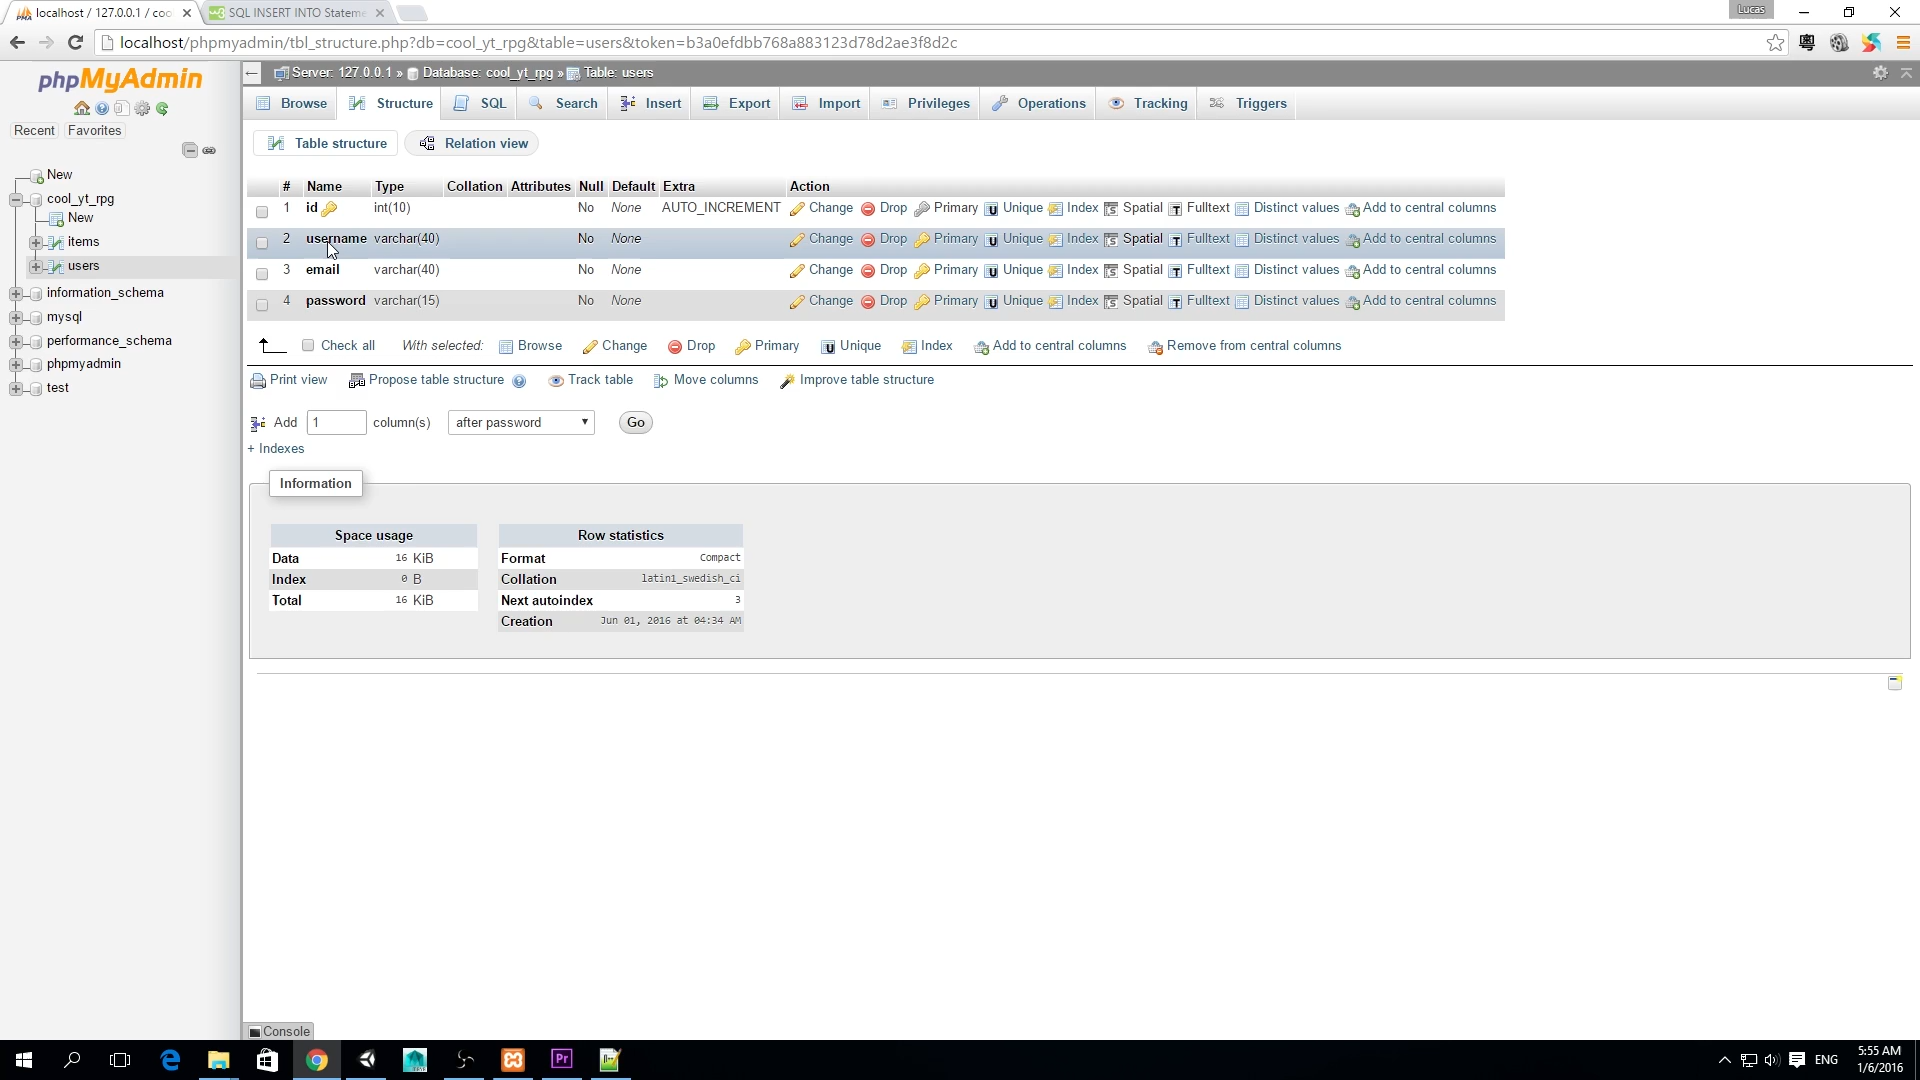 localhost / 127.0.0.1 / coo
SQL INSERT INTO Stateme
Lucas
localhost/phpmyadmin/tbl_structure.php?db=cool_yt_rpg&table=users&token=b3a0efdbb768a883123d78d2ae3f8d2c
phpMyAdmin
Recent Favorites
New
cool_yt_rpg
New
items
users
information_schema
mysql
performance_schema
phpmyadmin
test
Server: 127.0.0.1 » Database: cool_yt_rpg » Table: users
Browse Structure SQL Search Insert Export Import Privileges Operations Tracking Triggers
Table structure Relation view
# Name Type Collation Attributes Null Default Extra Action
1 id int(10) No None AUTO_INCREMENT Change Drop Primary Unique Index Spatial Fulltext Distinct values Add to central columns
2 username varchar(40) No None Change Drop Primary Unique Index Spatial Fulltext Distinct values Add to central columns
3 email varchar(40) No None Change Drop Primary Unique Index Spatial Fulltext Distinct values Add to central columns
4 password varchar(15) No None Change Drop Primary Unique Index Spatial Fulltext Distinct values Add to central columns
Check all With selected: Browse Change Drop Primary Unique Index Add to central columns Remove from central columns
Print view Propose table structure Track table Move columns Improve table structure
Add 1 column(s) after password Go
+ Indexes
Information
Space usage
Data 16 KiB
Index 0 B
Total 16 KiB
Row statistics
Format Compact
Collation latin1_swedish_ci
Next autoindex 3
Creation Jun 01, 2016 at 04:34 AM
Console
Pr
ENG
5:55 AM
1/6/2016